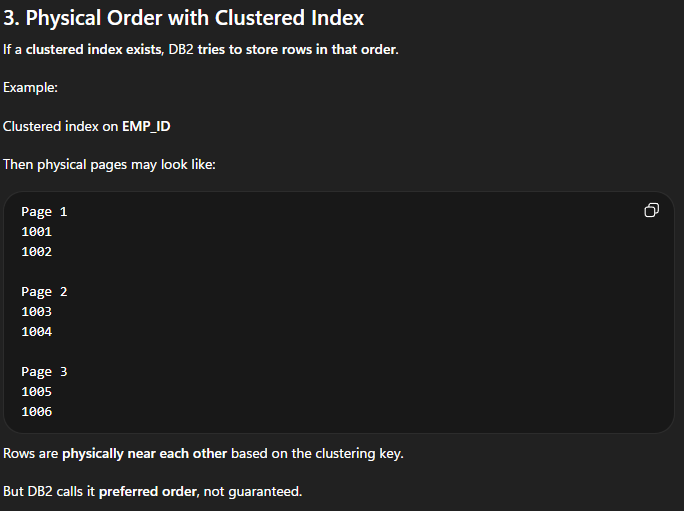 3. Physical Order with Clustered Index
If a clustered index exists, DB2 tries to store rows in that order.
Example:
Clustered index on EMP_ID
Then physical pages may look like:
Page 1
1001
1002
Page 2
1003
1004
Page 3
1005
1006
Rows are physically near each other based on the clustering key.
But DB2 calls it preferred order, not guaranteed.